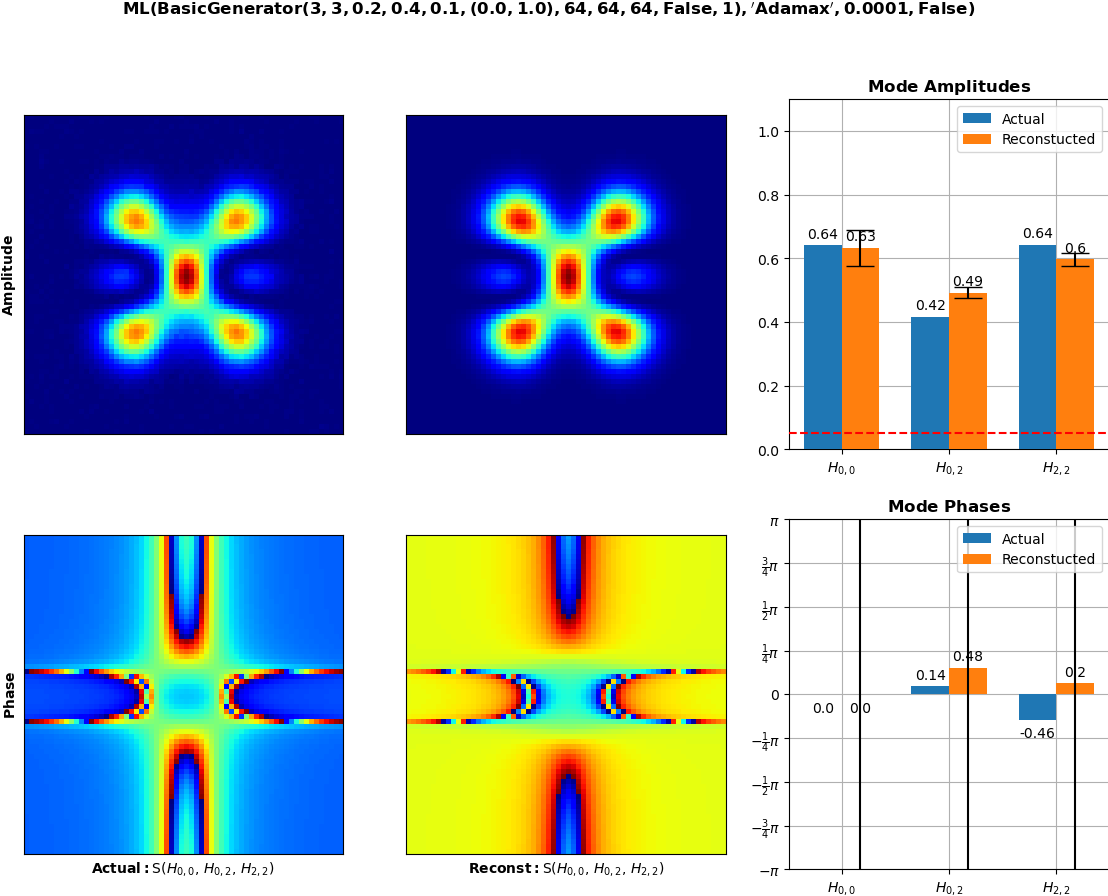 ML(BasicGenerator(3, 3, 0.2, 0.4, 0.1, (0.0, 1.0), 64, 64, 64, False, 1), ′Adamax′, 0.0001, False)
Amplitude
Mode Amplitudes
Actual
Reconstucted
1.0
0.8
0.6
0.4
0.2
0.0
0.64
0.63
0.42
0.49
0.64
0.6
H0,0
H0,2
H2,2
Phase
Actual: S(H0,0, H0,2, H2,2)
Reconst: S(H0,0, H0,2, H2,2)
Mode Phases
Actual
Reconstucted
π
3/4π
1/2π
1/4π
0
−1/4π
−1/2π
−3/4π
−π
0.0
0.0
0.14
0.48
-0.46
0.2
H0,0
H0,2
H2,2